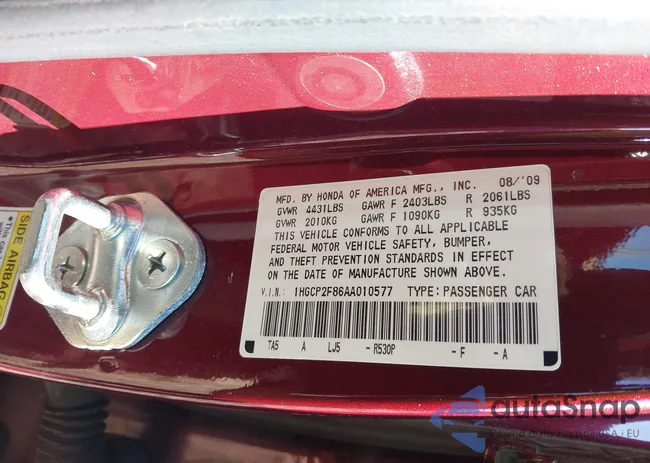 MFD. BY HONDA OF AMERICA MFG., INC. 08/'09
GVWR 4431LBS GAWR F 2403LBS R 2061LBS
GVWR 2010KG GAWR F 1090KG R 935KG
THIS VEHICLE CONFORMS TO ALL APPLICABLE
FEDERAL MOTOR VEHICLE SAFETY, BUMPER,
AND THEFT PREVENTION STANDARDS IN EFFECT
ON THE DATE OF MANUFACTURE SHOWN ABOVE.
V.I.N.: 1HGCP2F86AA010577 TYPE: PASSENGER CAR
TA5 A LJ5 - R530P - F - A
SIDE AIRBAG
autoSnap